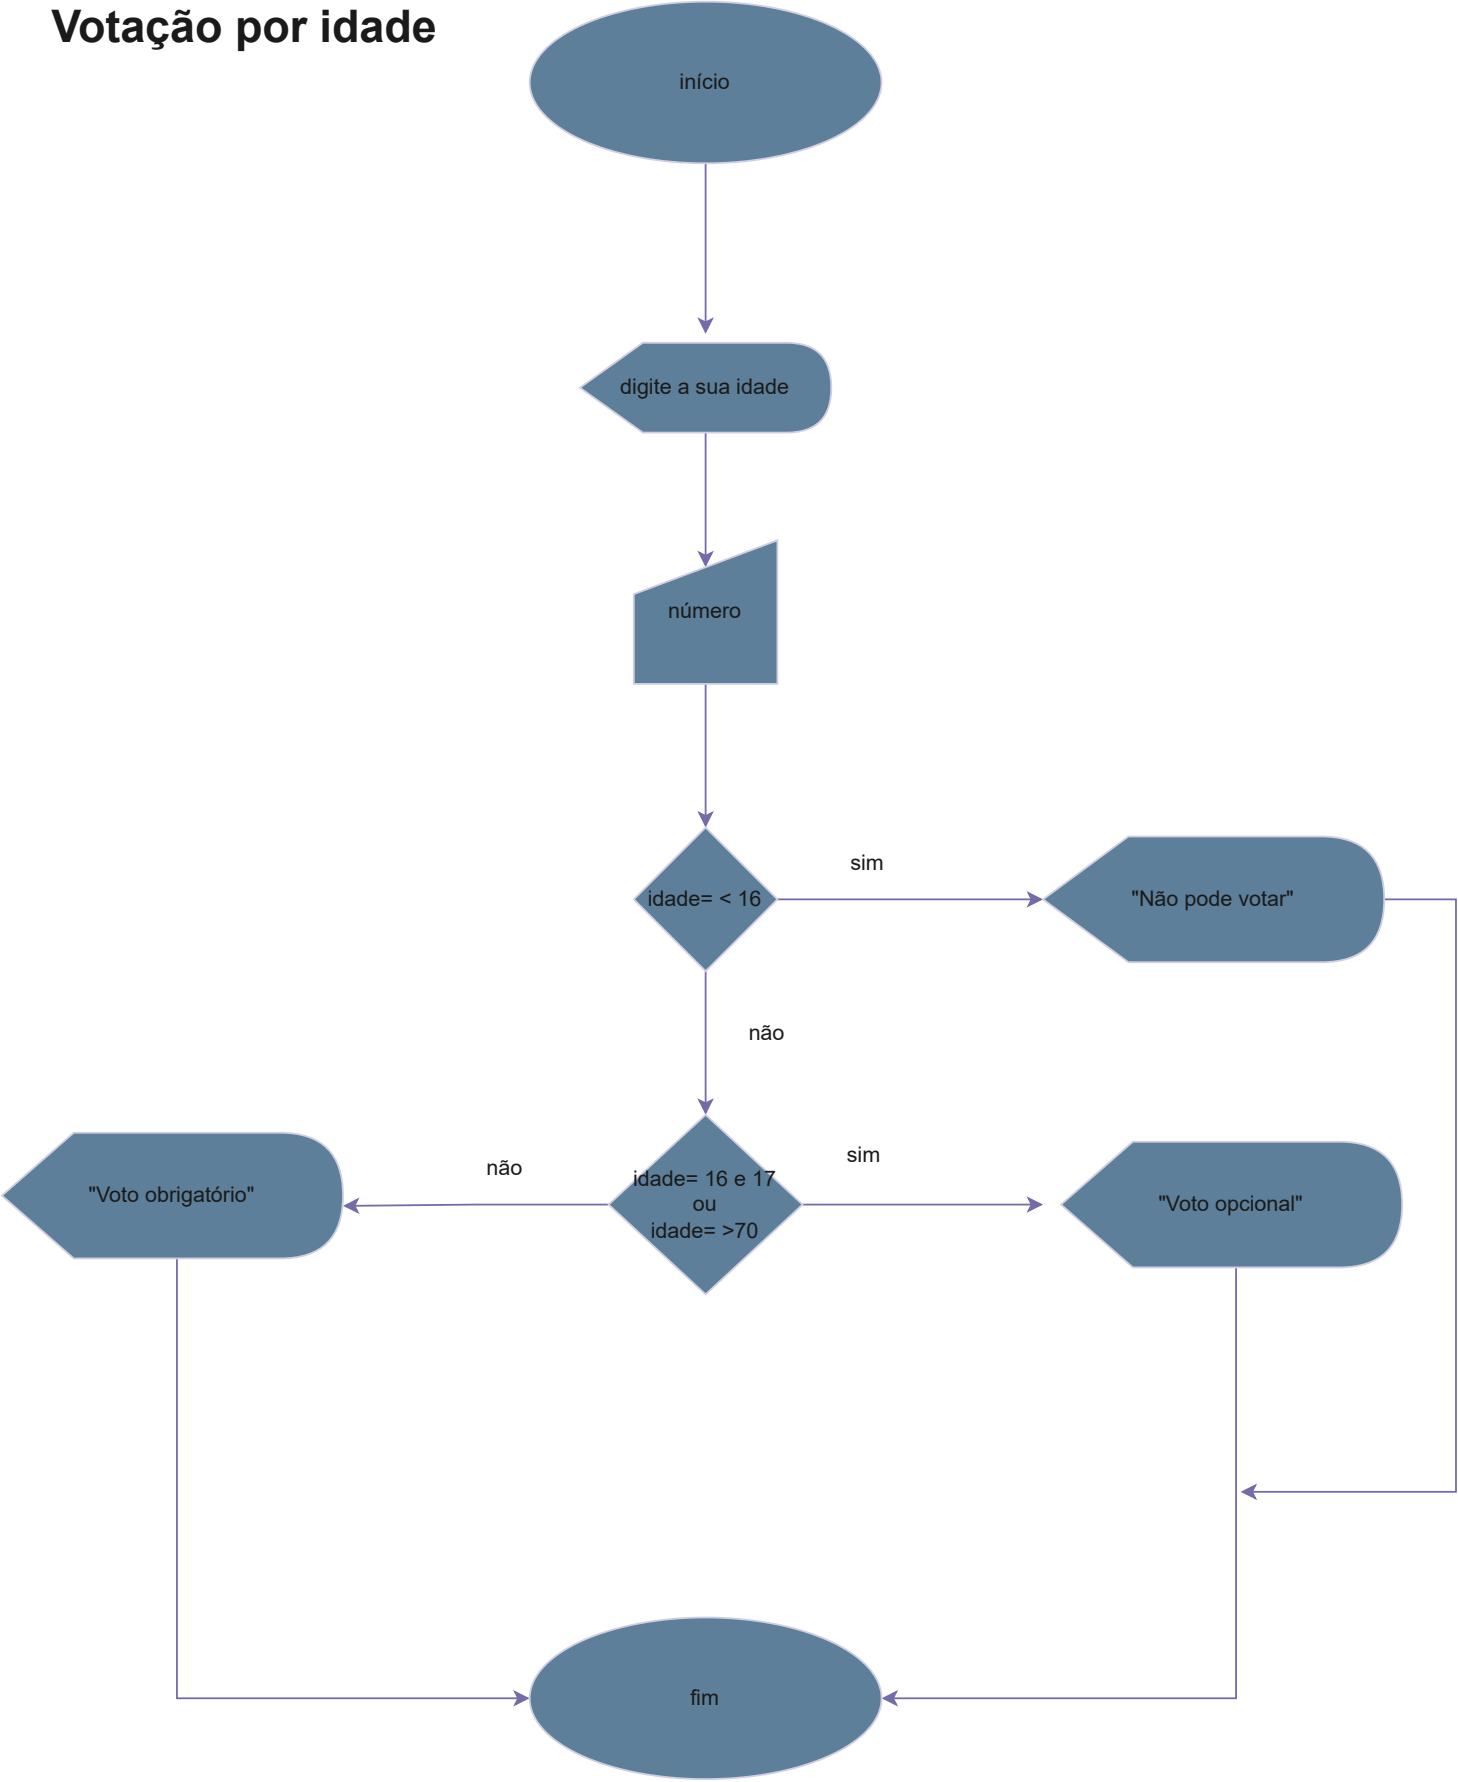 Votação por idade
início
digite a sua idade
número
idade= < 16
sim
"Não pode votar"
não
"Voto obrigatório"
não
idade= 16 e 17
ou
idade= >70
sim
"Voto opcional"
fim